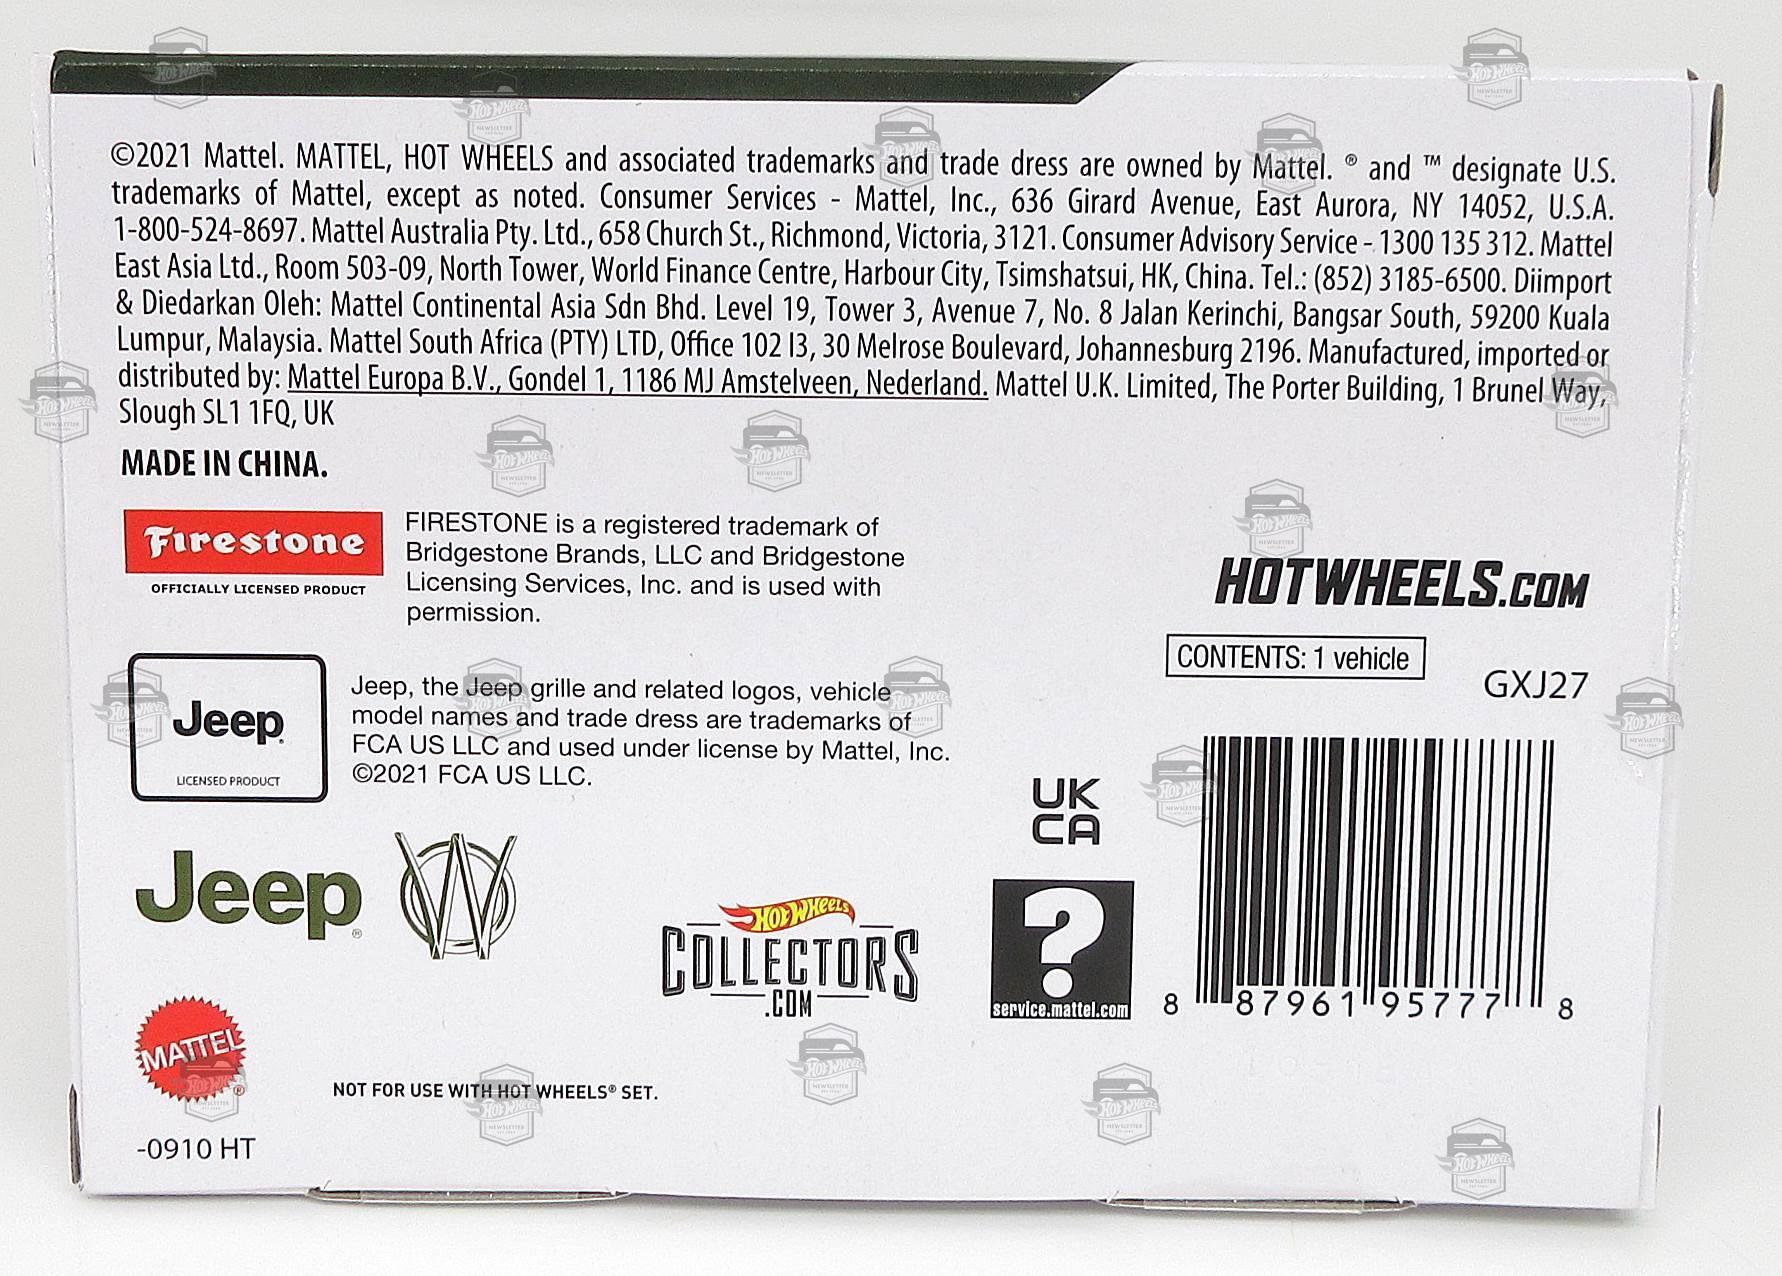 ©2021 Mattel. MATTEL, HOT WHEELS and associated trademarks and trade dress are owned by Mattel. ® and ™ designate U.S.
trademarks of Mattel, except as noted. Consumer Services - Mattel, Inc., 636 Girard Avenue, East Aurora, NY 14052, U.S.A.
1-800-524-8697. Mattel Australia Pty. Ltd., 658 Church St., Richmond, Victoria, 3121. Consumer Advisory Service - 1300 135 312. Mattel
East Asia Ltd., Room 503-09, North Tower, World Finance Centre, Harbour City, Tsimshatsui, HK, China. Tel.: (852) 3185-6500. Diimport
& Diedarkan Oleh: Mattel Continental Asia Sdn Bhd. Level 19, Tower 3, Avenue 7, No. 8 Jalan Kerinchi, Bangsar South, 59200 Kuala
Lumpur, Malaysia. Mattel South Africa (PTY) LTD, Office 102 I3, 30 Melrose Boulevard, Johannesburg 2196. Manufactured, imported or
distributed by: Mattel Europa B.V., Gondel 1, 1186 MJ Amstelveen, Nederland. Mattel U.K. Limited, The Porter Building, 1 Brunel Way,
Slough SL1 1FQ, UK
MADE IN CHINA.
Firestone
OFFICIALLY LICENSED PRODUCT
FIRESTONE is a registered trademark of
Bridgestone Brands, LLC and Bridgestone
Licensing Services, Inc. and is used with
permission.
HOTWHEELS.COM
CONTENTS: 1 vehicle
GXJ27
Jeep®
LICENSED PRODUCT
Jeep, the Jeep grille and related logos, vehicle
model names and trade dress are trademarks of
FCA US LLC and used under license by Mattel, Inc.
©2021 FCA US LLC.
UK
CA
Jeep®
W
HOT WHEELS
COLLECTORS
.COM
?
service.mattel.com
8 87961 95777 8
MATTEL®
NOT FOR USE WITH HOT WHEELS® SET.
-0910 HT
HOT WHEELS
NEWSLETTER